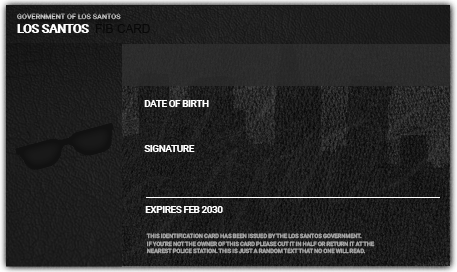 GOVERNMENT OF LOS SANTOS
LOS SANTOS FIB CARD
DATE OF BIRTH
SIGNATURE
EXPIRES FEB 2030
THIS IDENTIFICATION CARD HAS BEEN ISSUED BY THE LOS SANTOS GOVERNMENT.
IF YOU'RE NOT THE OWNER OF THIS CARD PLEASE CUT IT IN HALF OR RETURN IT AT THE
NEAREST POLICE STATION. THIS IS JUST A RANDOM TEXT THAT NO ONE WILL READ.